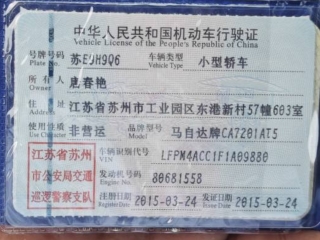 中华人民共和国机动车行驶证
Vehicle License of the People's Republic of China
号牌号码 苏E9H9Q6 车辆类型 小型轿车
Plate No. Vehicle Type
所有人 唐春艳
Owner
住址 江苏省苏州市工业园区东港新村57幢603室
Address
使用性质 非营运 品牌型号 马自达牌CA7201AT5
Use Character Model
江苏省苏州 车辆识别代号 LFPM4ACC1F1A09880
VIN
市公安局交通 发动机号码 80681558
Engine No.
巡逻警察支队 注册日期 2015-03-24 发证日期 2015-03-24
Register Date Issue Date